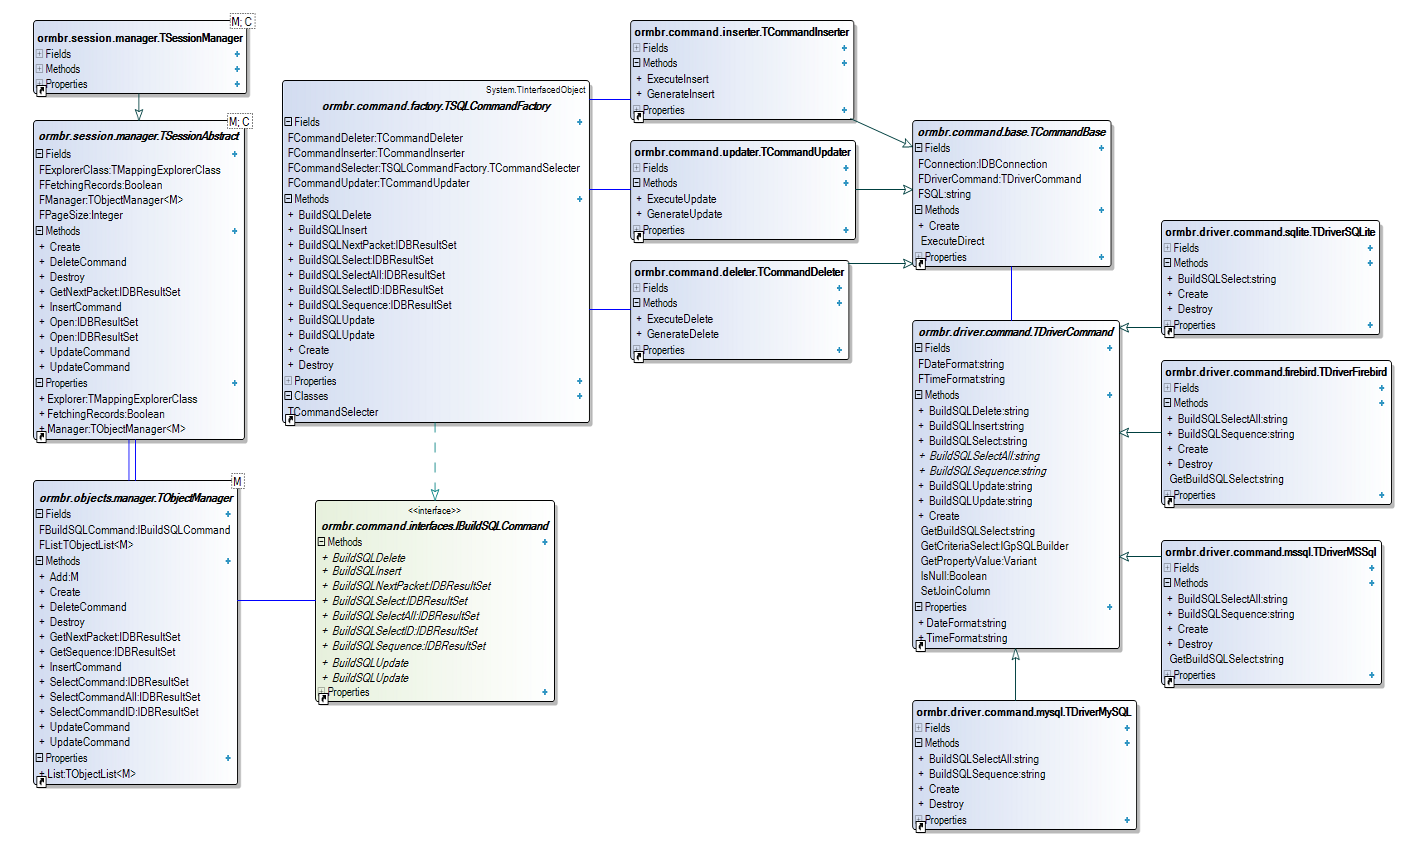 M; C
ormbr.session.manager.TSessionManager
Fields
Methods
Properties
M; C
ormbr.session.manager.TSessionAbstract
Fields
FExplorerClass:TMappingExplorerClass
FFetchingRecords:Boolean
FManager:TObjectManager<M>
FPageSize:Integer
Methods
+ Create
+ DeleteCommand
+ Destroy
+ GetNextPacket:IDBResultSet
+ InsertCommand
+ Open:IDBResultSet
+ Open:IDBResultSet
+ UpdateCommand
+ UpdateCommand
Properties
+ Explorer:TMappingExplorerClass
+ FetchingRecords:Boolean
+ Manager:TObjectManager<M>
M
ormbr.objects.manager.TObjectManager
Fields
FBuildSQLCommand:IBuildSQLCommand
FList:TObjectList<M>
Methods
+ Add:M
+ Create
+ DeleteCommand
+ Destroy
+ GetNextPacket:IDBResultSet
+ GetSequence:IDBResultSet
+ InsertCommand
+ SelectCommand:IDBResultSet
+ SelectCommandAll:IDBResultSet
+ SelectCommandID:IDBResultSet
+ UpdateCommand
+ UpdateCommand
Properties
+ List:TObjectList<M>
System.TInterfacedObject
ormbr.command.factory.TSQLCommandFactory
Fields
FCommandDeleter:TCommandDeleter
FCommandInserter:TCommandInserter
FCommandSelecter:TSQLCommandFactory.TCommandSelecter
FCommandUpdater:TCommandUpdater
Methods
+ BuildSQLDelete
+ BuildSQLInsert
+ BuildSQLNextPacket:IDBResultSet
+ BuildSQLSelect:IDBResultSet
+ BuildSQLSelectAll:IDBResultSet
+ BuildSQLSelectID:IDBResultSet
+ BuildSQLSequence:IDBResultSet
+ BuildSQLUpdate
+ BuildSQLUpdate
+ Create
+ Destroy
Properties
Classes
TCommandSelecter
<<interface>>
ormbr.command.interfaces.IBuildSQLCommand
Methods
+ BuildSQLDelete
+ BuildSQLInsert
+ BuildSQLNextPacket:IDBResultSet
+ BuildSQLSelect:IDBResultSet
+ BuildSQLSelectAll:IDBResultSet
+ BuildSQLSelectID:IDBResultSet
+ BuildSQLSequence:IDBResultSet
+ BuildSQLUpdate
+ BuildSQLUpdate
Properties
ormbr.command.inserter.TCommandInserter
Fields
Methods
+ ExecuteInsert
+ GenerateInsert
Properties
ormbr.command.updater.TCommandUpdater
Fields
Methods
+ ExecuteUpdate
+ GenerateUpdate
Properties
ormbr.command.deleter.TCommandDeleter
Fields
Methods
+ ExecuteDelete
+ GenerateDelete
Properties
ormbr.command.base.TCommandBase
Fields
FConnection:IDBConnection
FDriverCommand:TDriverCommand
FSQL:string
Methods
+ Create
ExecuteDirect
Properties
ormbr.driver.command.TDriverCommand
Fields
FDateFormat:string
FTimeFormat:string
Methods
+ BuildSQLDelete:string
+ BuildSQLInsert:string
+ BuildSQLSelect:string
+ BuildSQLSelectAll:string
+ BuildSQLSequence:string
+ BuildSQLUpdate:string
+ BuildSQLUpdate:string
+ Create
GetBuildSQLSelect:string
GetCriteriaSelect:IGpSQLBuilder
GetPropertyValue:Variant
IsNull:Boolean
SetJoinColumn
Properties
+ DateFormat:string
+ TimeFormat:string
ormbr.driver.command.mysql.TDriverMySQL
Fields
Methods
+ BuildSQLSelectAll:string
+ BuildSQLSequence:string
+ Create
+ Destroy
Properties
ormbr.driver.command.sqlite.TDriverSQLite
Fields
Methods
+ BuildSQLSelect:string
+ Create
+ Destroy
Properties
ormbr.driver.command.firebird.TDriverFirebird
Fields
Methods
+ BuildSQLSelectAll:string
+ BuildSQLSequence:string
+ Create
+ Destroy
GetBuildSQLSelect:string
Properties
ormbr.driver.command.mssql.TDriverMSSql
Fields
Methods
+ BuildSQLSelectAll:string
+ BuildSQLSequence:string
+ Create
+ Destroy
GetBuildSQLSelect:string
Properties